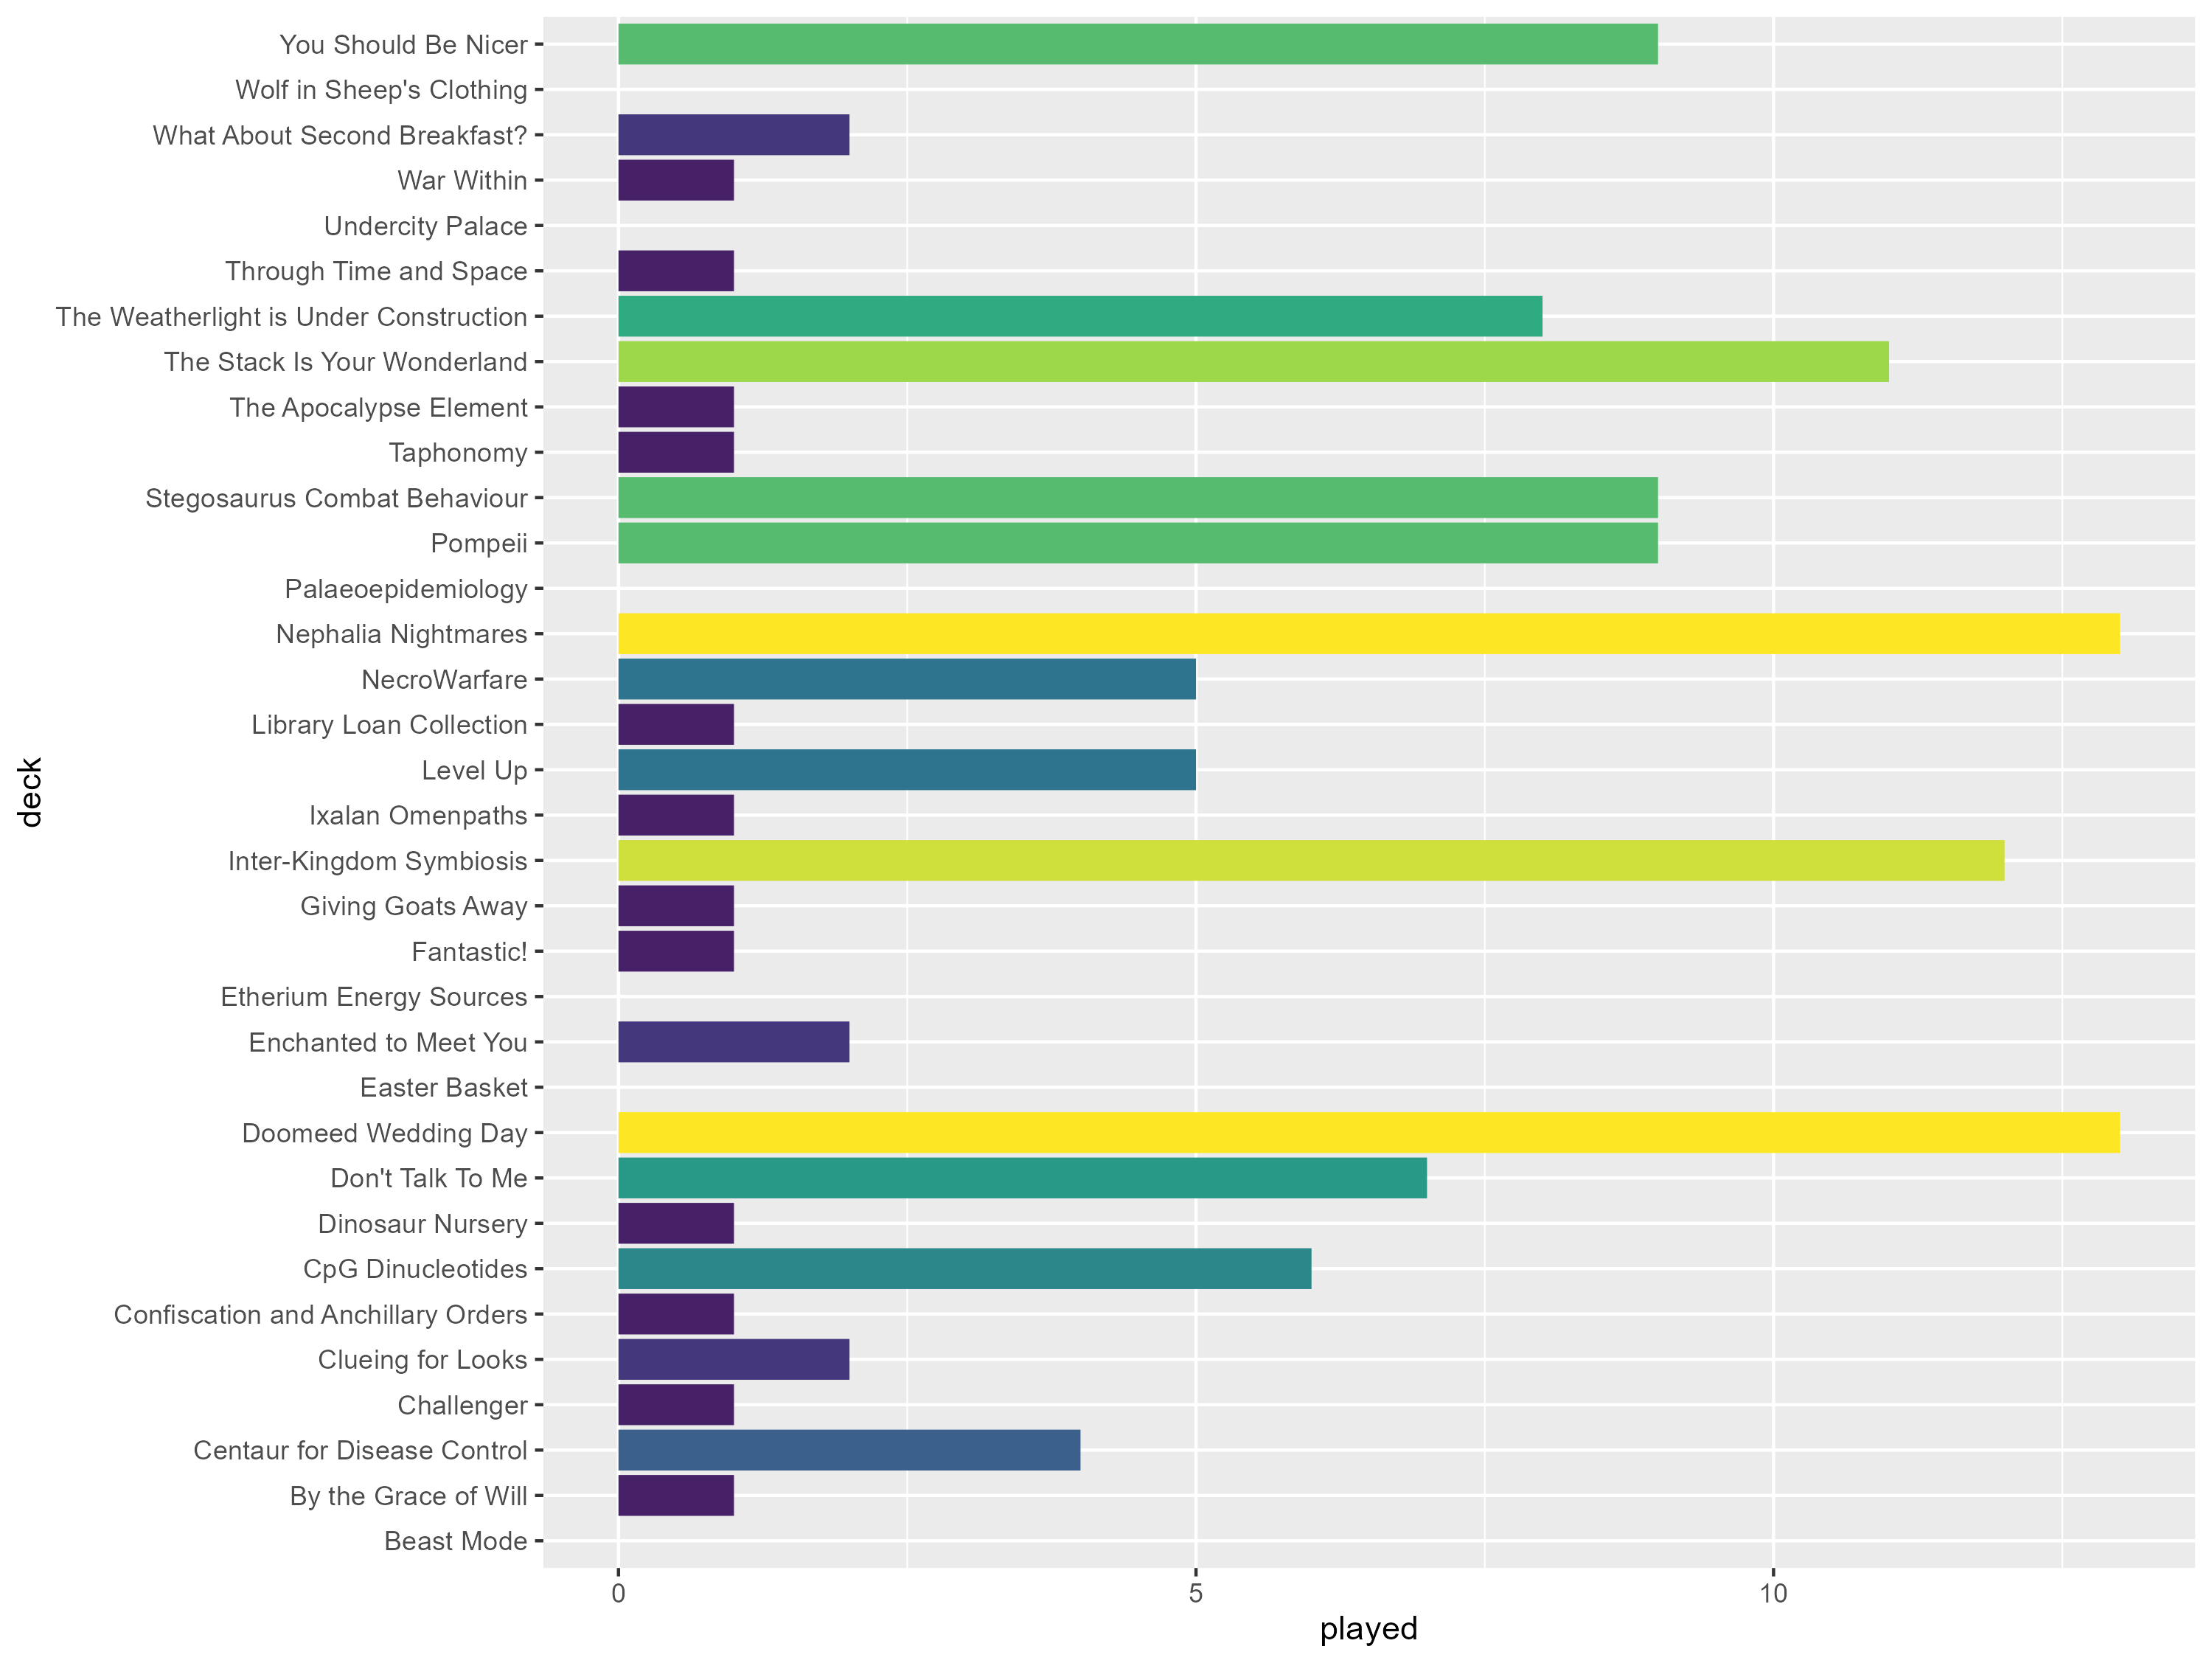 You Should Be Nicer
Wolf in Sheep's Clothing
What About Second Breakfast?
War Within
Undercity Palace
Through Time and Space
The Weatherlight is Under Construction
The Stack Is Your Wonderland
The Apocalypse Element
Taphonomy
Stegosaurus Combat Behaviour
Pompeii
Palaeoepidemiology
Nephalia Nightmares
NecroWarfare
Library Loan Collection
Level Up
Ixalan Omenpaths
Inter-Kingdom Symbiosis
Giving Goats Away
Fantastic!
Etherium Energy Sources
Enchanted to Meet You
Easter Basket
Doomeed Wedding Day
Don't Talk To Me
Dinosaur Nursery
CpG Dinucleotides
Confiscation and Anchillary Orders
Clueing for Looks
Challenger
Centaur for Disease Control
By the Grace of Will
Beast Mode
deck
0 5 10
played